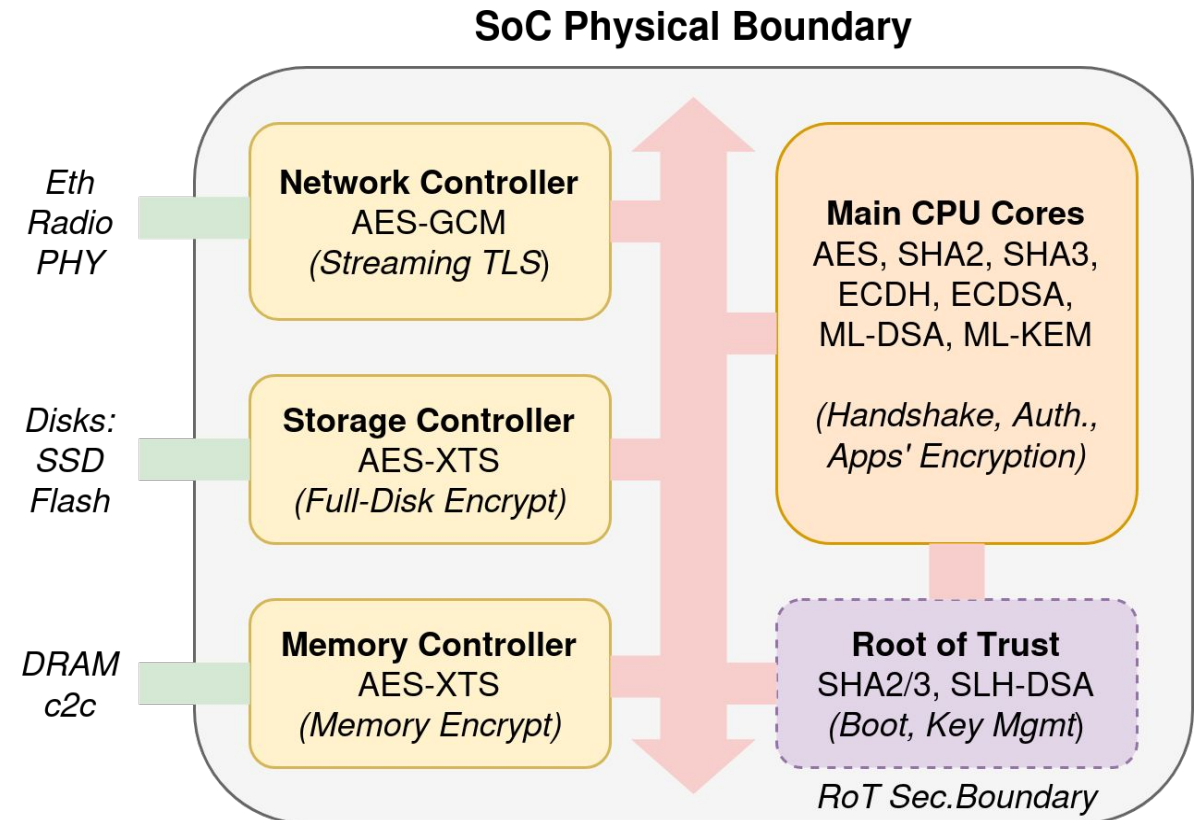 SoC Physical Boundary
Eth
Radio
PHY
Network Controller
AES-GCM
(Streaming TLS)
Main CPU Cores
AES, SHA2, SHA3,
ECDH, ECDSA,
ML-DSA, ML-KEM
(Handshake, Auth.,
Apps' Encryption)
Disks:
SSD
Flash
Storage Controller
AES-XTS
(Full-Disk Encrypt)
DRAM
c2c
Memory Controller
AES-XTS
(Memory Encrypt)
Root of Trust
SHA2/3, SLH-DSA
(Boot, Key Mgmt)
RoT Sec.Boundary